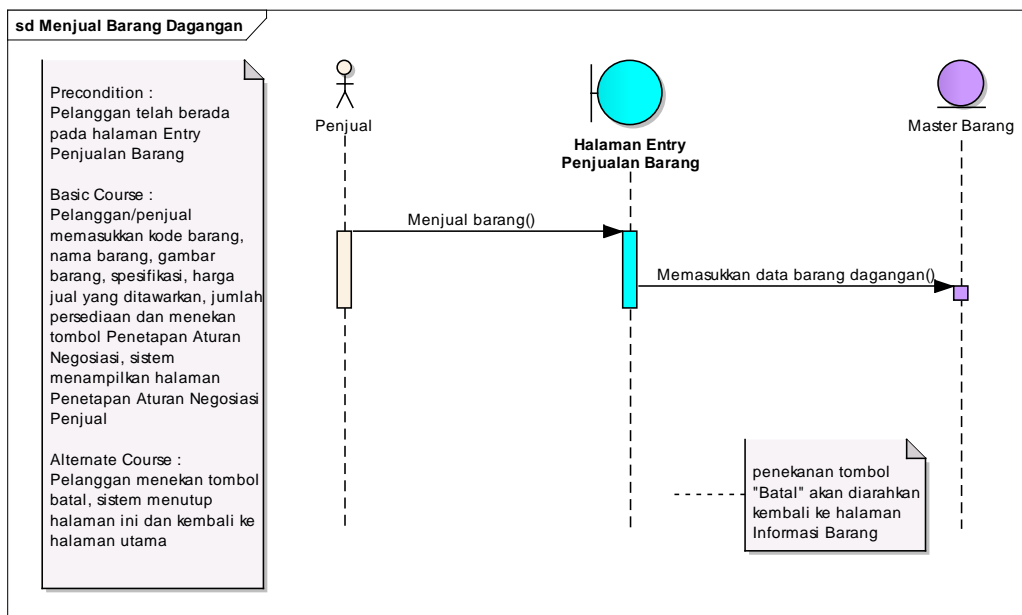 sd Menjual Barang Dagangan
Precondition :
Pelanggan telah berada
pada halaman Entry
Penjualan Barang
Basic Course :
Pelanggan/penjual
memasukkan kode barang,
nama barang, gambar
barang, spesifikasi, harga
jual yang ditawarkan, jumlah
persediaan dan menekan
tombol Penetapan Aturan
Negosiasi, sistem
menampilkan halaman
Penetapan Aturan Negosiasi
Penjual
Alternate Course :
Pelanggan menekan tombol
batal, sistem menutup
halaman ini dan kembali ke
halaman utama
Penjual
Halaman Entry
Penjualan Barang
Master Barang
Menjual barang()
Memasukkan data barang dagangan()
penekanan tombol
"Batal" akan diarahkan
kembali ke halaman
Informasi Barang